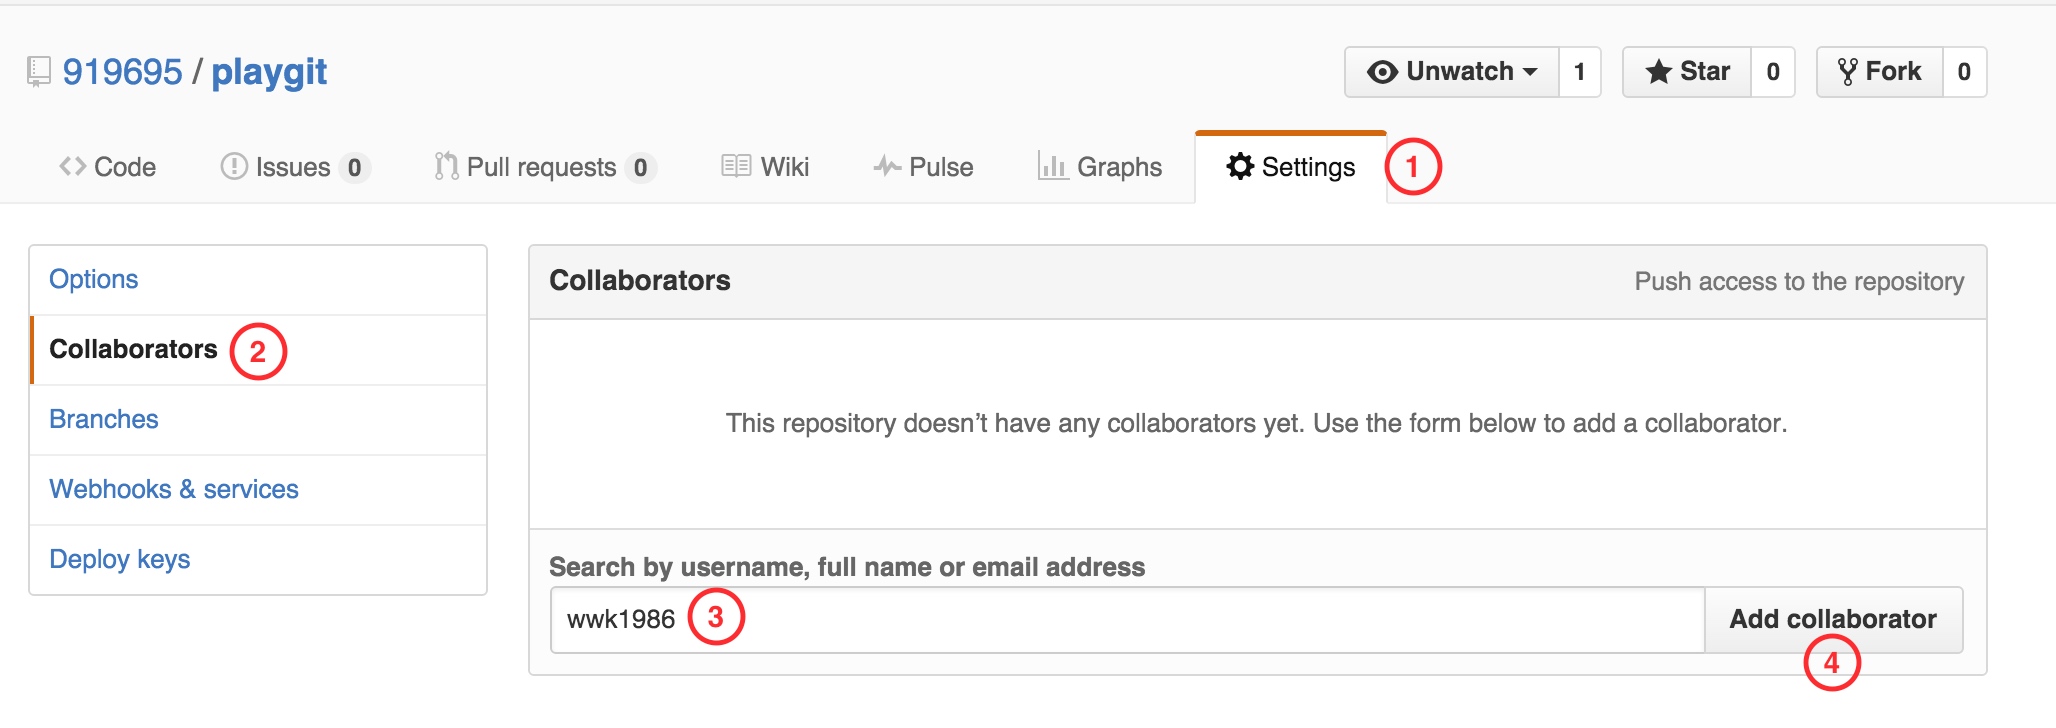 919695 / playgit
Unwatch 1 Star 0 Fork 0
Code Issues 0 Pull requests 0 Wiki Pulse Graphs Settings 1
Options
Collaborators 2
Branches
Webhooks & services
Deploy keys
Collaborators Push access to the repository
This repository doesn’t have any collaborators yet. Use the form below to add a collaborator.
Search by username, full name or email address
wwk1986 3 Add collaborator
4